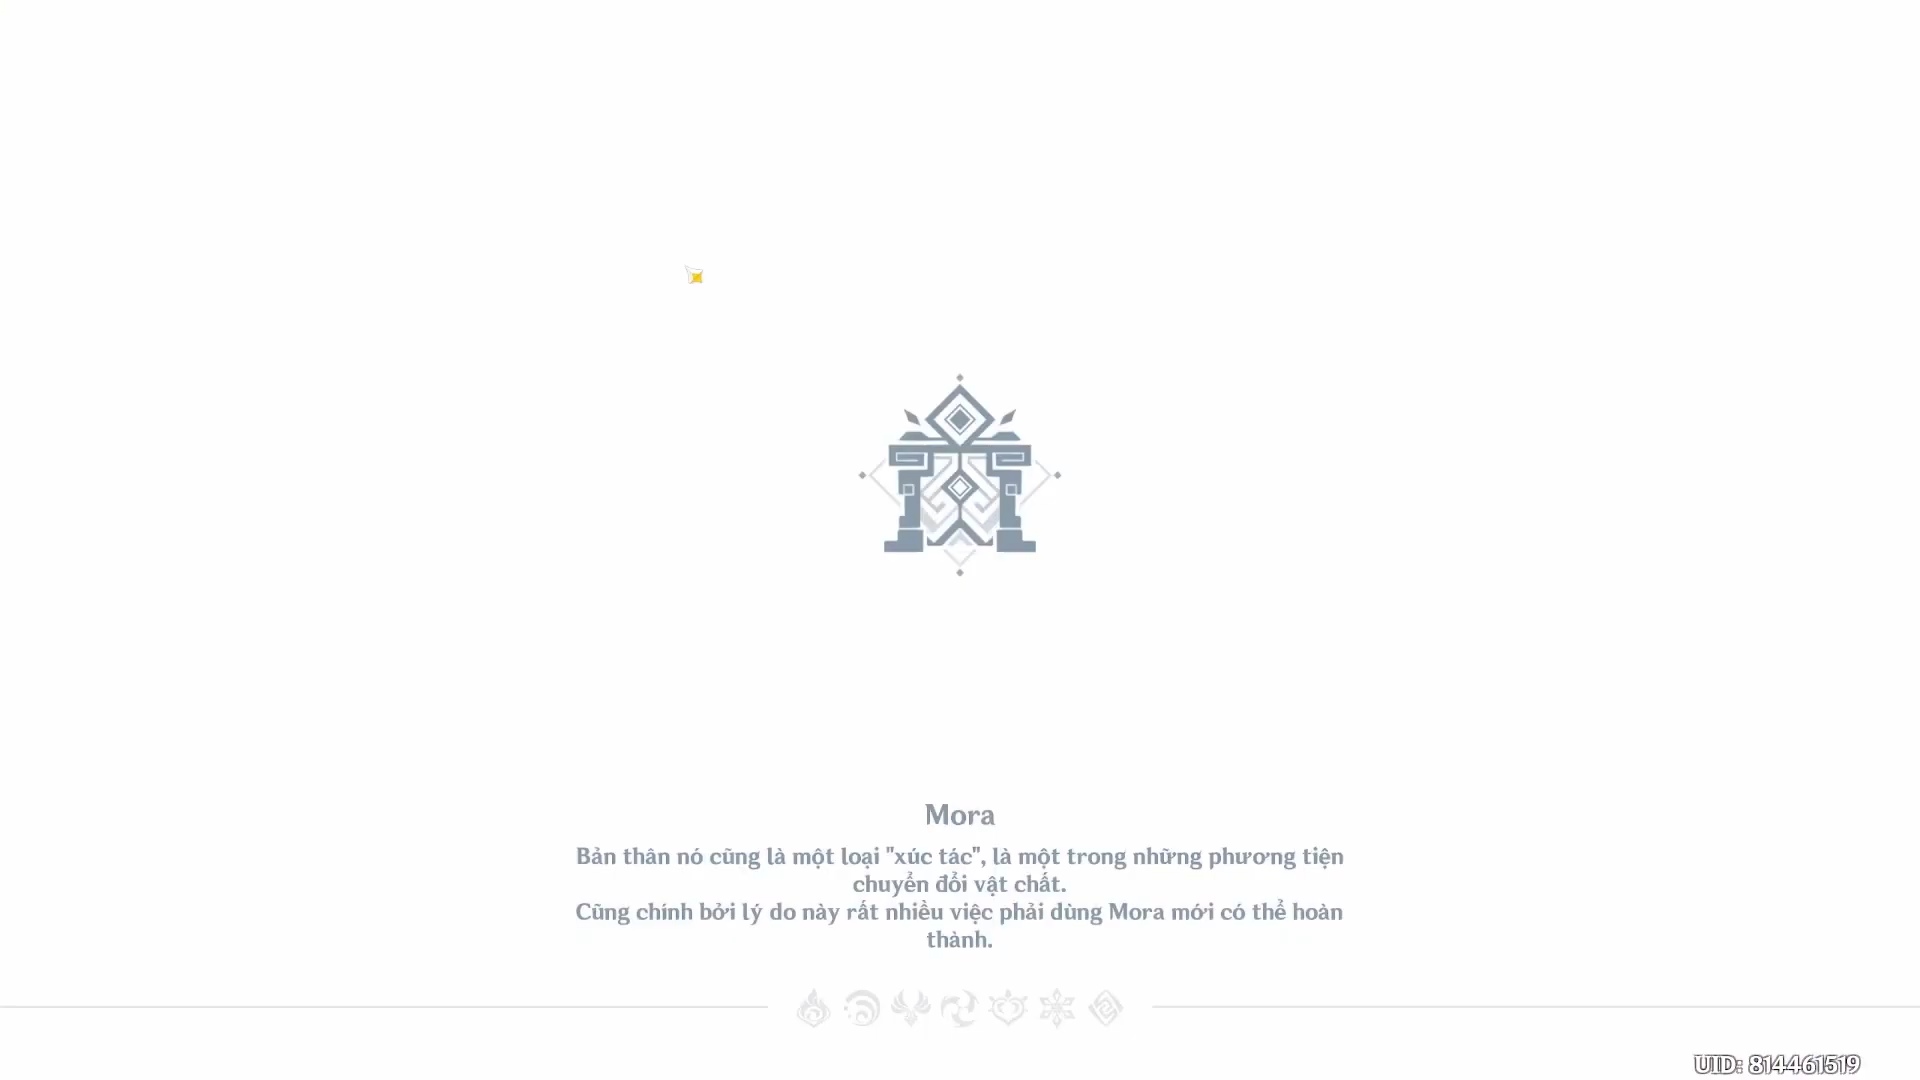 Mora
Bản thân nó cũng là một loại "xúc tác", là một trong những phương tiện
chuyển đổi vật chất.
Cũng chính bởi lý do này rất nhiều việc phải dùng Mora mới có thể hoàn
thành.
UID: 814461519